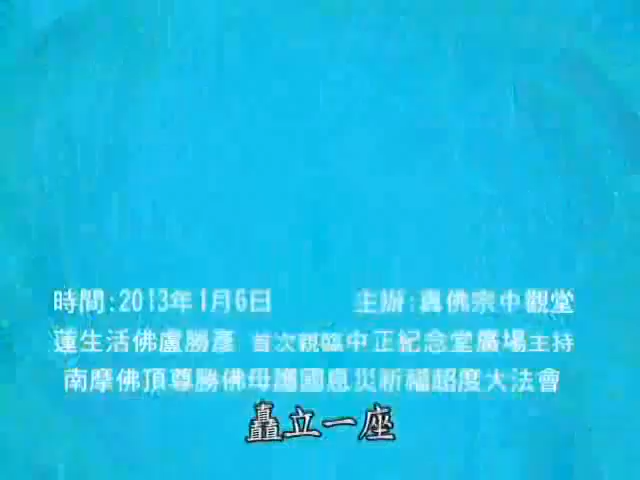 時間:2013年1月6日 主辦:真佛宗中觀堂
蓮生活佛盧勝彥 首次親臨中正紀念堂廣場主持
南摩佛頂尊勝佛母護國息災祈福超度大法會
矗立一座